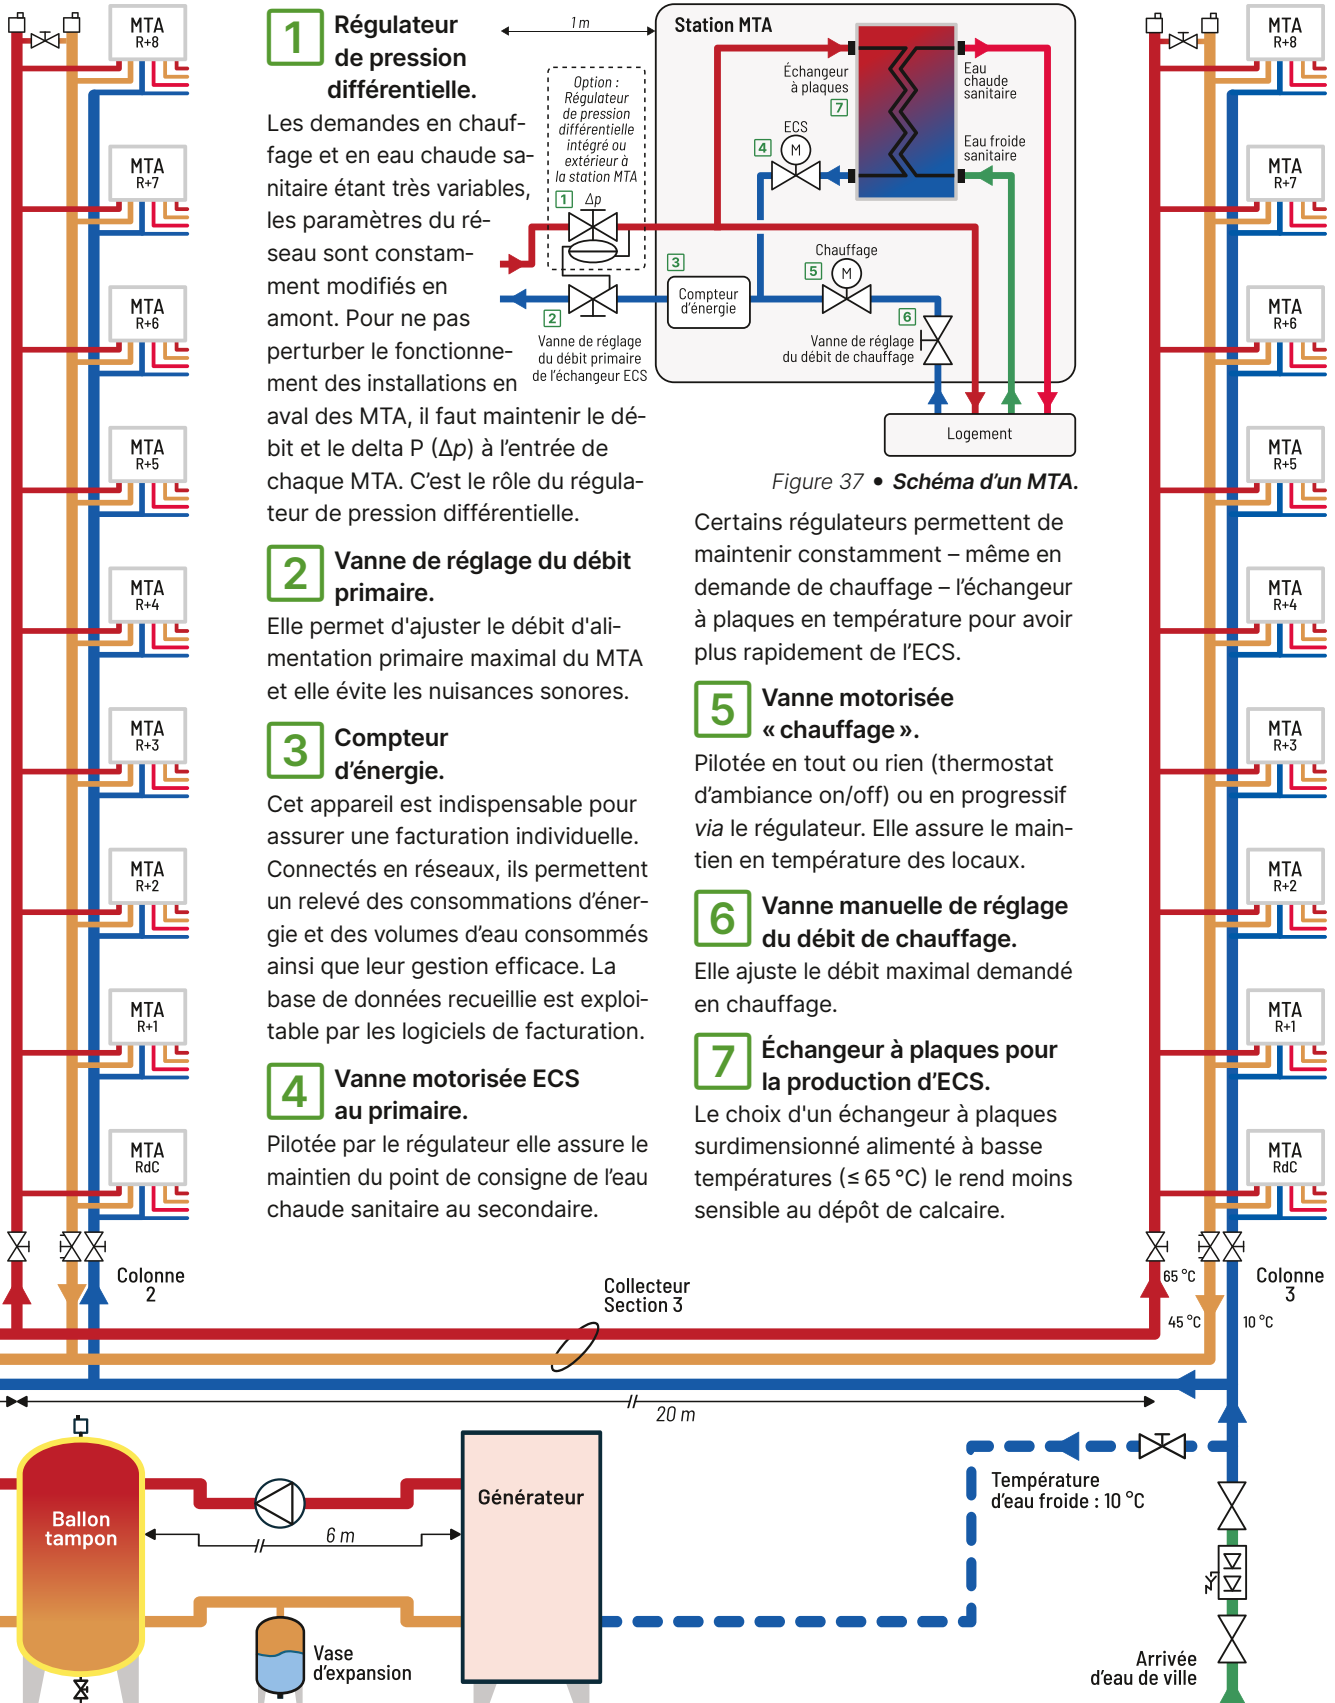 MTA
R+8
MTA
R+7
MTA
R+6
MTA
R+5
MTA
R+4
MTA
R+3
MTA
R+2
MTA
R+1
MTA
RdC
Colonne
2
1 Régulateur
de pression
différentielle.
Les demandes en chauf-
fage et en eau chaude sa-
nitaire étant très variables,
les paramètres du ré-
seau sont constam-
ment modifiés en
amont. Pour ne pas
perturber le fonctionne-
ment des installations en
aval des MTA, il faut maintenir le dé-
bit et le delta P (Δp) à l’entrée de
chaque MTA. C’est le rôle du régula-
teur de pression différentielle.
2 Vanne de réglage du débit
primaire.
Elle permet d'ajuster le débit d'ali-
mentation primaire maximal du MTA
et elle évite les nuisances sonores.
3 Compteur
d’énergie.
Cet appareil est indispensable pour
assurer une facturation individuelle.
Connectés en réseaux, ils permettent
un relevé des consommations d’éner-
gie et des volumes d’eau consommés
ainsi que leur gestion efficace. La
base de données recueillie est exploi-
table par les logiciels de facturation.
4 Vanne motorisée ECS
au primaire.
Pilotée par le régulateur elle assure le
maintien du point de consigne de l’eau
chaude sanitaire au secondaire.
1 m
Station MTA
Option :
Régulateur
de pression
différentielle
intégré ou
extérieur à
la station MTA
1 Δp
Échangeur
à plaques
7
Eau
chaude
sanitaire
ECS
4 M
Eau froide
sanitaire
3
Compteur
d’énergie
Chauffage
5 M
2
Vanne de réglage
du débit primaire
de l’échangeur ECS
6
Vanne de réglage
du débit de chauffage
Logement
Figure 37 • Schéma d’un MTA.
Certains régulateurs permettent de
maintenir constamment – même en
demande de chauffage – l’échangeur
à plaques en température pour avoir
plus rapidement de l’ECS.
5 Vanne motorisée
« chauffage ».
Pilotée en tout ou rien (thermostat
d’ambiance on/off) ou en progressif
via le régulateur. Elle assure le main-
tien en température des locaux.
6 Vanne manuelle de réglage
du débit de chauffage.
Elle ajuste le débit maximal demandé
en chauffage.
7 Échangeur à plaques pour
la production d’ECS.
Le choix d'un échangeur à plaques
surdimensionné alimenté à basse
températures (≤ 65 °C) le rend moins
sensible au dépôt de calcaire.
MTA
R+8
MTA
R+7
MTA
R+6
MTA
R+5
MTA
R+4
MTA
R+3
MTA
R+2
MTA
R+1
MTA
RdC
Colonne
3
65 °C
45 °C
10 °C
Collecteur
Section 3
20 m
Ballon
tampon
6 m
Générateur
Vase
d’expansion
Température
d’eau froide : 10 °C
Arrivée
d’eau de ville